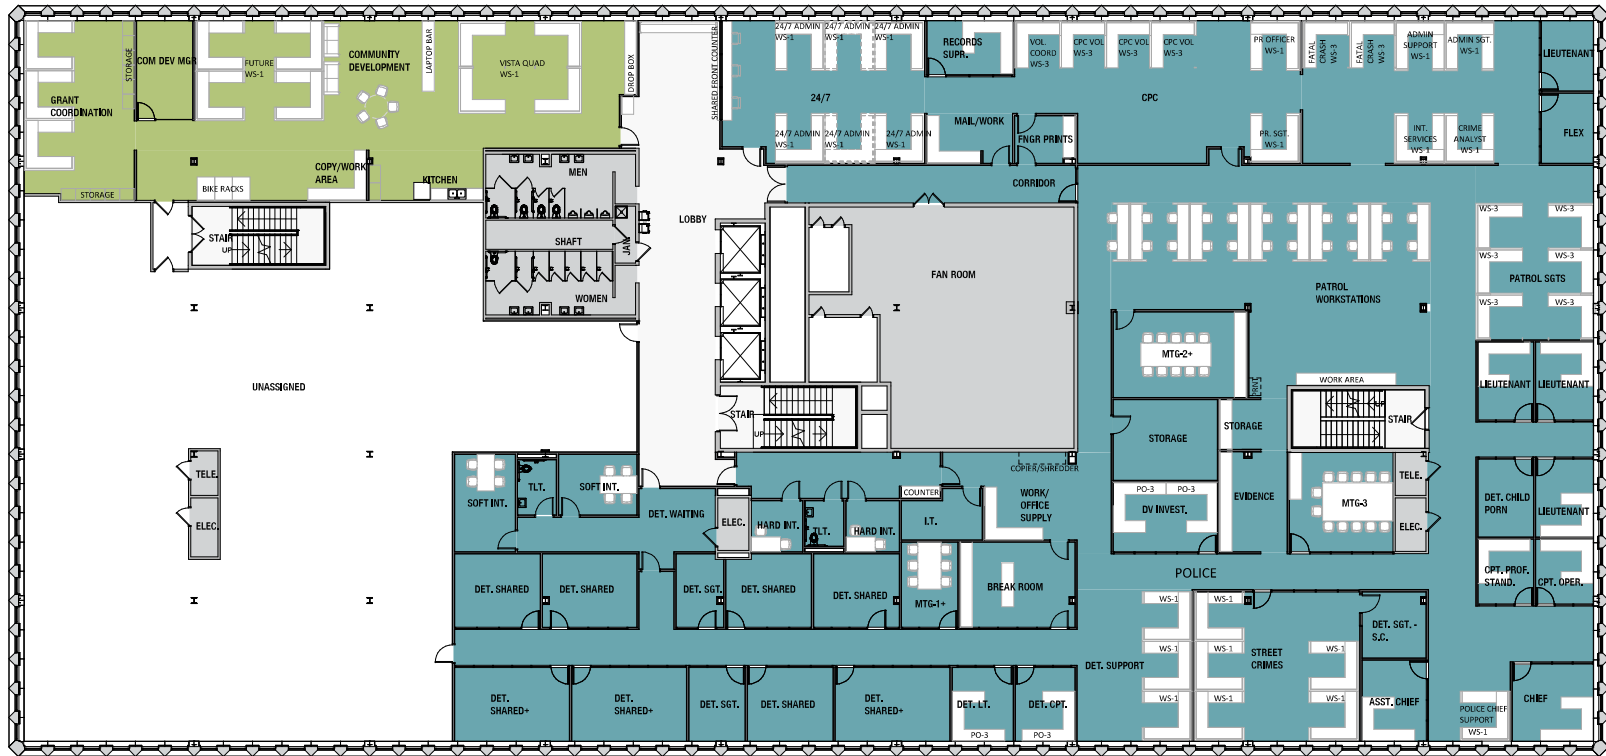 GRANT
COORDINATION
STORAGE
STORAGE
COM DEV MGR
FUTURE
WS-1
COMMUNITY
DEVELOPMENT
LAPTOP BAR
VISTA QUAD
WS-1
DROP BOX
COPY/WORK
AREA
BIKE RACKS
KITCHEN
SHARED FRONT COUNTER
24/7 ADMIN
WS-1
24/7 ADMIN
WS-1
24/7 ADMIN
WS-1
24/7
24/7 ADMIN
WS-1
24/7 ADMIN
WS-1
24/7 ADMIN
WS-1
RECORDS
SUPR.
MAIL/WORK
FNGR PRINTS
VOL.
COORD
WS-3
CPC VOL
WS-3
CPC VOL
WS-3
CPC VOL
WS-3
CPC
PR OFFICER
WS-1
FATAL
CRASH
WS-3
FATAL
CRASH
WS-3
ADMIN
SUPPORT
WS-1
ADMIN SGT.
WS-1
LIEUTENANT
PR. SGT.
WS-1
INT.
SERVICES
WS-1
CRIME
ANALYST
WS-1
FLEX
MEN
SHAFT
JAN.
WOMEN
LOBBY
CORRIDOR
STAIR
UP
FAN ROOM
PATROL
WORKSTATIONS
WS-3
WS-3
WS-3
WS-3
PATROL SGTS
WS-3
WS-3
UNASSIGNED
MTG-2+
PRNT
WORK AREA
LIEUTENANT
LIEUTENANT
STAIR
UP
STORAGE
STORAGE
UP
STAIR
TELE.
ELEC.
SOFT INT.
TLT.
SOFT INT.
DET. WAITING
ELEC.
HARD INT.
TLT.
HARD INT.
COUNTER
I.T.
COPIER/SHREDDER
WORK/
OFFICE
SUPPLY
PO-3
PO-3
DV INVEST.
EVIDENCE
MTG-3
TELE.
ELEC.
DET. CHILD
PORN
LIEUTENANT
DET. SHARED
DET. SHARED
DET. SGT.
DET. SHARED
DET. SHARED
MTG-1+
BREAK ROOM
POLICE
CPT. PROF.
STAND.
CPT. OPER.
DET. SUPPORT
WS-1
WS-1
WS-1
WS-1
WS-1
WS-1
STREET
CRIMES
WS-1
WS-1
WS-1
DET. SGT. -
S.C.
DET.
SHARED+
DET.
SHARED+
DET. SGT.
DET. SHARED
DET.
SHARED+
DET. LT.
PO-3
DET. CPT.
PO-3
ASST. CHIEF
POLICE CHIEF
SUPPORT
WS-1
CHIEF